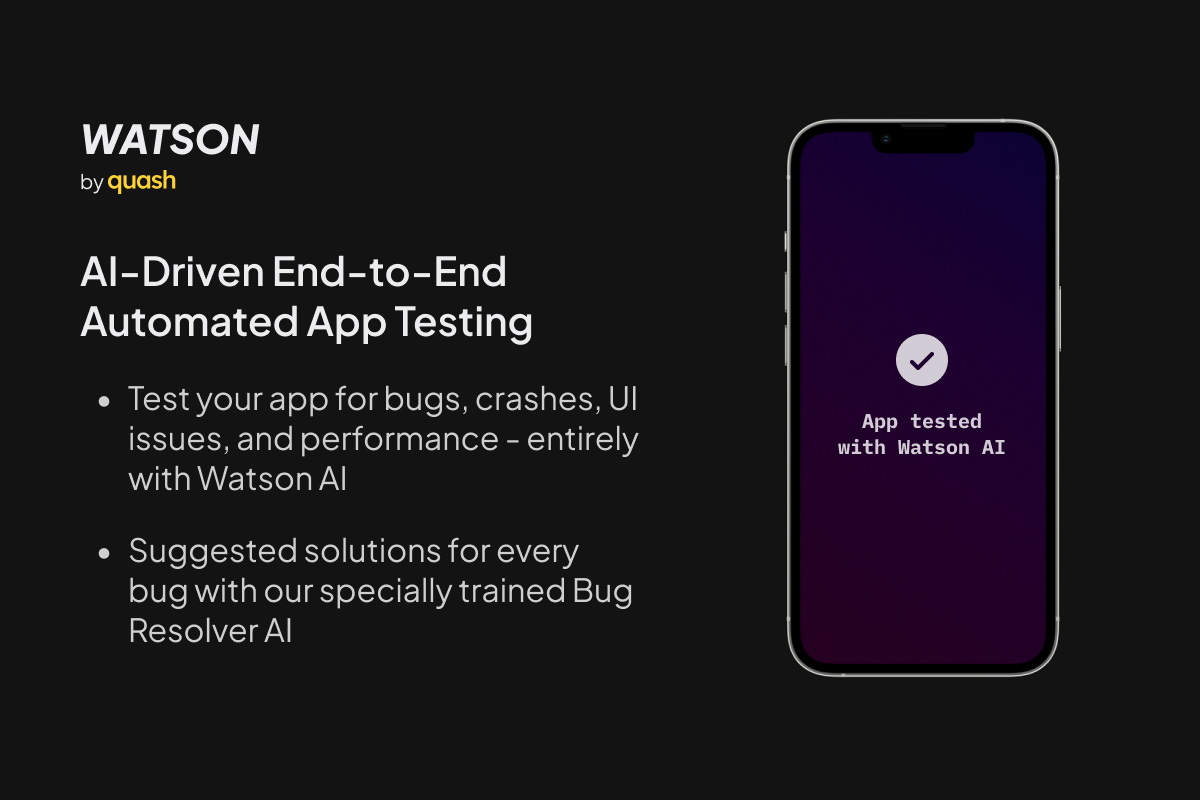 WATSON
by quash
AI-Driven End-to-End
Automated App Testing
• Test your app for bugs, crashes, UI
issues, and performance - entirely
with Watson AI
• Suggested solutions for every
bug with our specially trained Bug
Resolver AI
App tested
with Watson AI